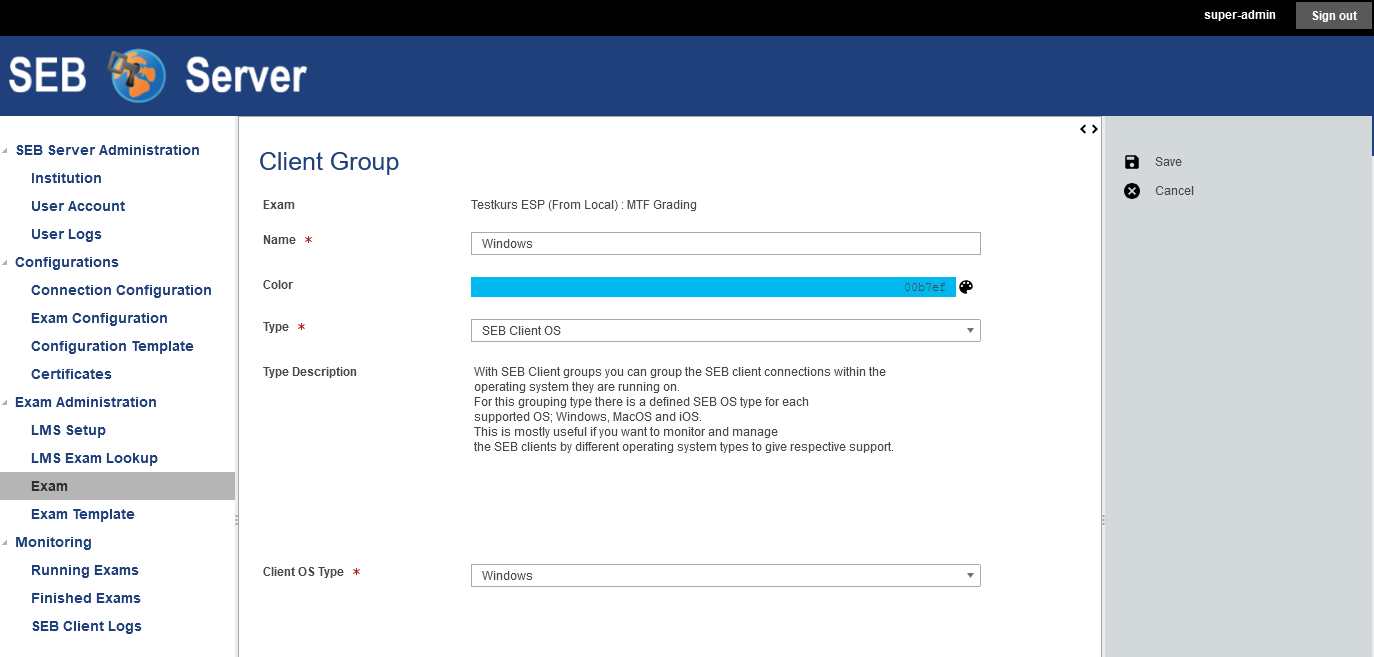 super-admin
Sign out
SEB Server
SEB Server Administration
Institution
User Account
User Logs
Configurations
Connection Configuration
Exam Configuration
Configuration Template
Certificates
Exam Administration
LMS Setup
LMS Exam Lookup
Exam
Exam Template
Monitoring
Running Exams
Finished Exams
SEB Client Logs
Client Group
Exam Testkurs ESP (From Local) : MTF Grading
Name * Windows
Color 00b7ef
Type * SEB Client OS
Type Description With SEB Client groups you can group the SEB client connections within the
operating system they are running on.
For this grouping type there is a defined SEB OS type for each
supported OS; Windows, MacOS and iOS.
This is mostly useful if you want to monitor and manage
the SEB clients by different operating system types to give respective support.
Client OS Type * Windows
Save
Cancel